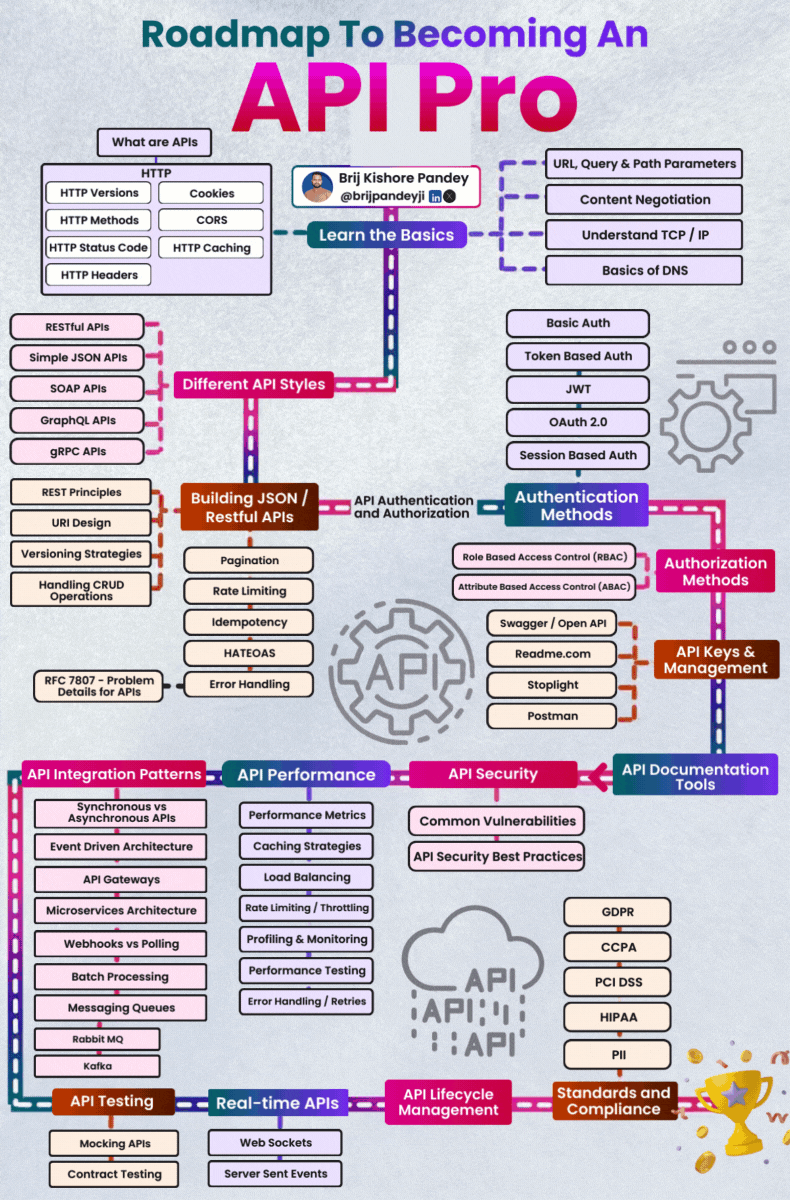 Roadmap To Becoming An
API Pro
What are APIs
HTTP
HTTP Versions
Cookies
HTTP Methods
CORS
HTTP Status Code
HTTP Caching
HTTP Headers
Brij Kishore Pandey
@brijpandeyji in X
Learn the Basics
URL, Query & Path Parameters
Content Negotiation
Understand TCP / IP
Basics of DNS
RESTful APIs
Simple JSON APIs
SOAP APIs
GraphQL APIs
gRPC APIs
Different API Styles
Basic Auth
Token Based Auth
JWT
OAuth 2.0
Session Based Auth
REST Principles
URI Design
Versioning Strategies
Handling CRUD
Operations
Building JSON /
Restful APIs
API Authentication
and Authorization
Authentication
Methods
Pagination
Rate Limiting
Idempotency
HATEOAS
Error Handling
RFC 7807 - Problem
Details for APIs
API
Role Based Access Control (RBAC)
Attribute Based Access Control (ABAC)
Authorization
Methods
Swagger / Open API
Readme.com
Stoplight
Postman
API Keys &
Management
API Integration Patterns
API Performance
API Security
API Documentation
Tools
Synchronous vs
Asynchronous APIs
Event Driven Architecture
API Gateways
Microservices Architecture
Webhooks vs Polling
Batch Processing
Messaging Queues
Rabbit MQ
Kafka
Performance Metrics
Caching Strategies
Load Balancing
Rate Limiting / Throttling
Profiling & Monitoring
Performance Testing
Error Handling / Retries
Common Vulnerabilities
API Security Best Practices
API
API
API
GDPR
CCPA
PCI DSS
HIPAA
PII
API Testing
Real-time APIs
API Lifecycle
Management
Standards and
Compliance
Mocking APIs
Contract Testing
Web Sockets
Server Sent Events